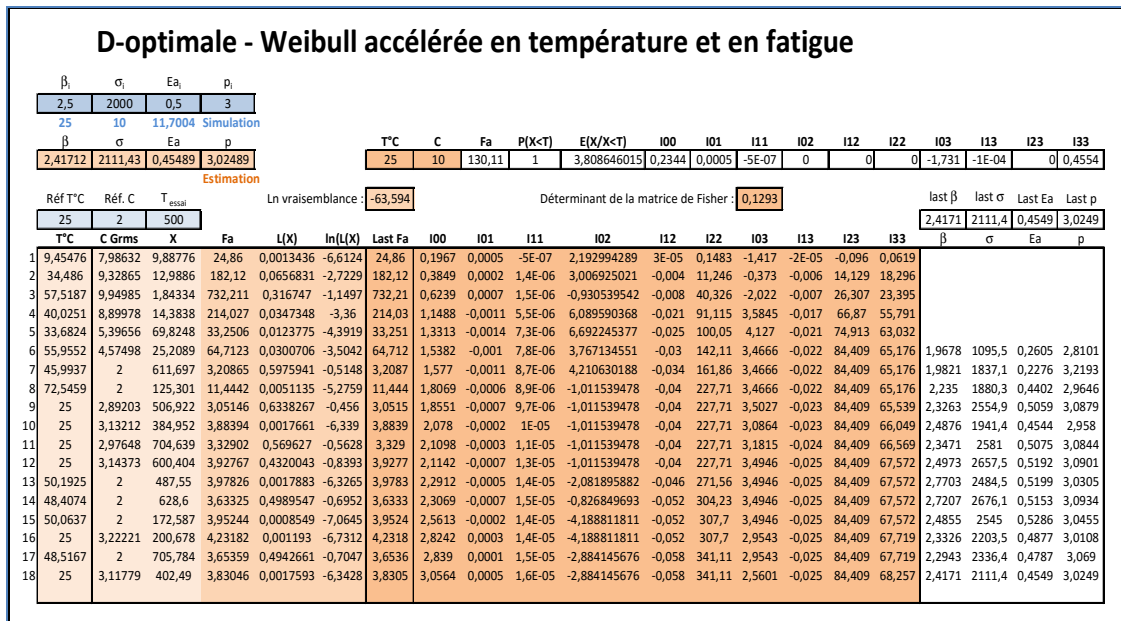 D-optimale - Weibull accélérée en température et en fatigue
βi σi Eai pi
2,5 2000 0,5 3
25 10 11,7004 Simulation
β σ Ea p T°C C Fa P(X<T) E(X/X<T) I00 I01 I11 I02 I12 I22 I03 I13 I23 I33
2,41712 2111,43 0,45489 3,02489 25 10 130,11 1 3,808646015 0,2344 0,0005 -5E-07 0 0 0 -1,731 -1E-04 0 0,4554
Estimation
Réf T°C Réf. C T essai Ln vraisemblance : -63,594 Déterminant de la matrice de Fisher : 0,1293 last β last σ Last Ea Last p
25 2 500 2,4171 2111,4 0,4549 3,0249
T°C C Grms X Fa L(X) ln(L(X) Last Fa I00 I01 I11 I02 I12 I22 I03 I13 I23 I33 β σ Ea p
1 9,45476 7,98632 9,88776 24,86 0,0013436 -6,6124 24,86 0,1967 0,0005 -5E-07 2,192994289 3E-05 0,1483 -1,417 -2E-05 -0,096 0,0619
2 34,486 9,32865 12,9886 182,12 0,0656831 -2,7229 182,12 0,3849 0,0002 1,4E-06 3,006925021 -0,004 11,246 -0,373 -0,006 14,129 18,296
3 57,5187 9,94985 1,84334 732,211 0,316747 -1,1497 732,21 0,6239 0,0007 1,5E-06 -0,930539542 -0,008 40,326 -2,022 -0,007 26,307 23,395
4 40,0251 8,89978 14,3838 214,027 0,0347348 -3,36 214,03 1,1488 -0,0011 5,5E-06 6,089590368 -0,021 91,115 3,5845 -0,017 66,87 55,791
5 33,6824 5,39656 69,8248 33,2506 0,0123775 -4,3919 33,251 1,3313 -0,0014 7,3E-06 6,692245377 -0,025 100,05 4,127 -0,021 74,913 63,032
6 55,9552 4,57498 25,2089 64,7123 0,0300706 -3,5042 64,712 1,5382 -0,001 7,8E-06 3,767134551 -0,03 142,11 3,4666 -0,022 84,409 65,176 1,9678 1095,5 0,2605 2,8101
7 45,9937 2 611,697 3,20865 0,5975941 -0,5148 3,2087 1,577 -0,0011 8,7E-06 4,210630188 -0,034 161,86 3,4666 -0,022 84,409 65,176 1,9821 1837,1 0,2276 3,2193
8 72,5459 2 125,301 11,4442 0,0051135 -5,2759 11,444 1,8069 -0,0006 8,9E-06 -1,011539478 -0,04 227,71 3,4666 -0,022 84,409 65,176 2,235 1880,3 0,4402 2,9646
9 25 2,89203 506,922 3,05146 0,6338267 -0,456 3,0515 1,8551 -0,0007 9,7E-06 -1,011539478 -0,04 227,71 3,5027 -0,023 84,409 65,539 2,3263 2554,9 0,5059 3,0879
10 25 3,13212 384,952 3,88394 0,0017661 -6,339 3,8839 2,078 -0,0002 1E-05 -1,011539478 -0,04 227,71 3,0864 -0,023 84,409 66,049 2,4876 1941,4 0,4544 2,958
11 25 2,97648 704,639 3,32902 0,569627 -0,5628 3,329 2,1098 -0,0003 1,1E-05 -1,011539478 -0,04 227,71 3,1815 -0,024 84,409 66,569 2,3471 2581 0,5075 3,0844
12 25 3,14373 600,404 3,92767 0,4320043 -0,8393 3,9277 2,1142 -0,0007 1,3E-05 -1,011539478 -0,04 227,71 3,4946 -0,025 84,409 67,572 2,4973 2657,5 0,5192 3,0901
13 50,1925 2 487,55 3,97826 0,0017883 -6,3265 3,9783 2,2912 -0,0005 1,4E-05 -2,081895882 -0,046 271,56 3,4946 -0,025 84,409 67,572 2,7703 2484,5 0,5199 3,0305
14 48,4074 2 628,6 3,63325 0,4989547 -0,6952 3,6333 2,3069 -0,0007 1,5E-05 -0,826849693 -0,052 304,23 3,4946 -0,025 84,409 67,572 2,7207 2676,1 0,5153 3,0934
15 50,0637 2 172,587 3,95244 0,0008549 -7,0645 3,9524 2,5613 -0,0002 1,4E-05 -4,188811811 -0,052 307,7 3,4946 -0,025 84,409 67,572 2,4855 2545 0,5286 3,0455
16 25 3,22221 200,678 4,23182 0,001193 -6,7312 4,2318 2,8242 0,0003 1,4E-05 -4,188811811 -0,052 307,7 2,9543 -0,025 84,409 67,719 2,3326 2203,5 0,4877 3,0108
17 48,5167 2 705,784 3,65359 0,4942661 -0,7047 3,6536 2,839 0,0001 1,5E-05 -2,884145676 -0,058 341,11 2,9543 -0,025 84,409 67,719 2,2943 2336,4 0,4787 3,069
18 25 3,11779 402,49 3,83046 0,0017593 -6,3428 3,8305 3,0564 0,0005 1,6E-05 -2,884145676 -0,058 341,11 2,5601 -0,025 84,409 68,257 2,4171 2111,4 0,4549 3,0249